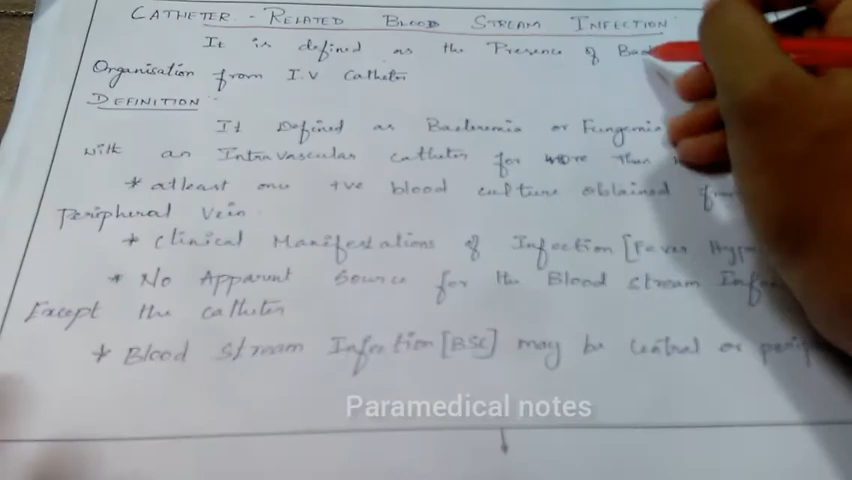 CATHETER - RELATED BLOOD STREAM INFECTION
It is defined as the Presence of
Organisation from I.V Catheter
DEFINITION
It Defined as Bacteremia or Fungemia
with an Intravascular catheter for more Than
* atleast one +ve blood culture obtained
Peripheral Vein.
* Clinical Manifestations of Infection [Fever
* No Apparent Source for the Blood Stream
Except the catheter
* Blood Stream Infection [BSC] may be Central or
Paramedical notes